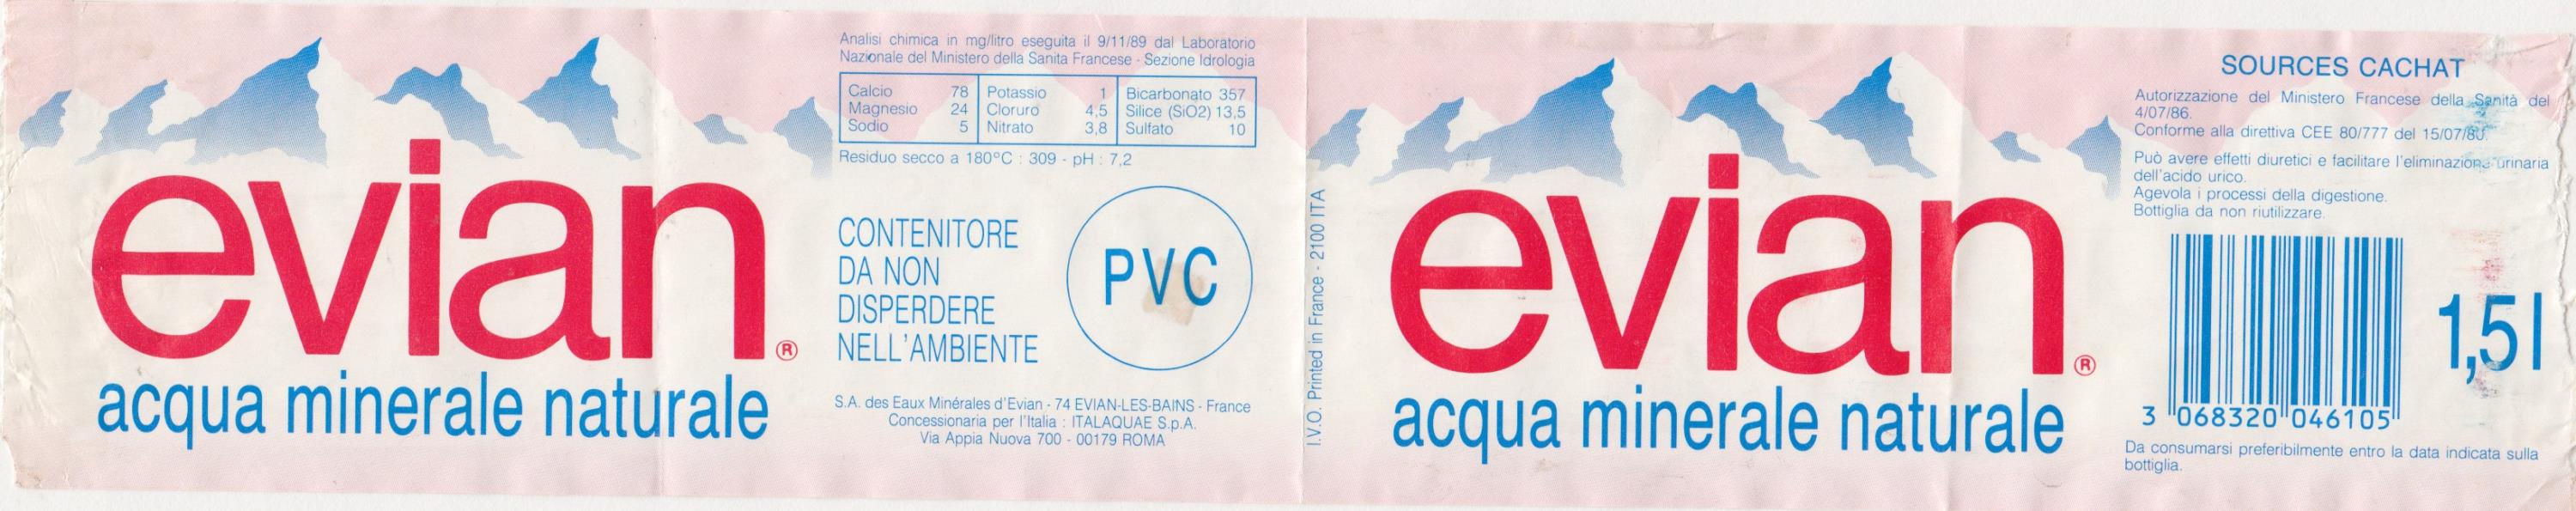 evian®
acqua minerale naturale
Analisi chimica in mg/litro eseguita il 9/11/89 dal Laboratorio
Nazionale del Ministero della Sanita Francese - Sezione Idrologia
Calcio 78 Potassio 1 Bicarbonato 357
Magnesio 24 Cloruro 4,5 Silice (SiO2) 13,5
Sodio 5 Nitrato 3,8 Sulfato 10
Residuo secco a 180°C : 309 - pH : 7,2
CONTENITORE
DA NON
DISPERDERE
NELL'AMBIENTE
PVC
S.A. des Eaux Minérales d'Evian - 74 EVIAN-LES-BAINS - France
Concessionaria per l'Italia : ITALAQUAE S.p.A.
Via Appia Nuova 700 - 00179 ROMA
I.V.O. Printed in France - 2100 ITA
evian®
acqua minerale naturale
SOURCES CACHAT
Autorizzazione del Ministero Francese della Sanità del
4/07/86.
Conforme alla direttiva CEE 80/777 del 15/07/80.
Può avere effetti diuretici e facilitare l'eliminazione urinaria
dell'acido urico.
Agevola i processi della digestione.
Bottiglia da non riutilizzare.
3 068320 046105
1,5 l
Da consumarsi preferibilmente entro la data indicata sulla
bottiglia.